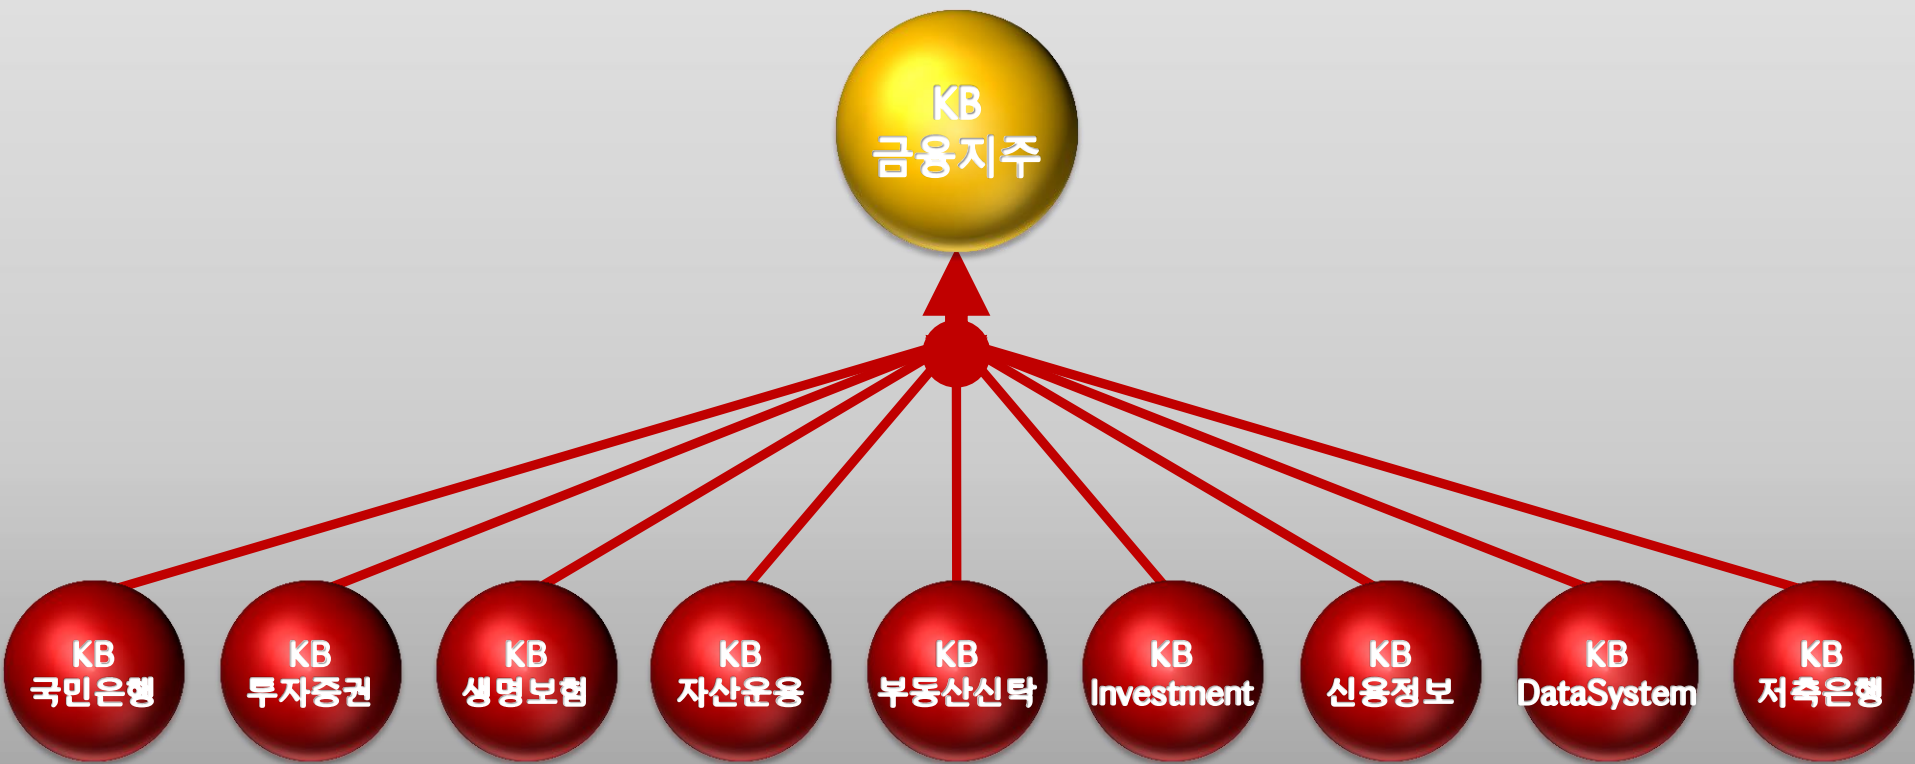 KB
금융지주
KB
국민은행
KB
투자증권
KB
생명보험
KB
자산운용
KB
부동산신탁
KB
Investment
KB
신용정보
KB
DataSystem
KB
저축은행